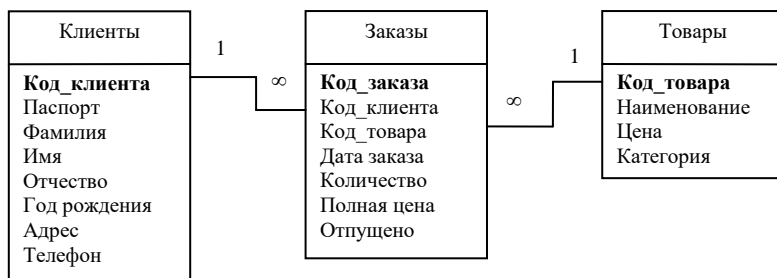 Клиенты
Код_клиента
Паспорт
Фамилия
Имя
Отчество
Год рождения
Адрес
Телефон
1
∞
Заказы
Код_заказа
Код_клиента
Код_товара
Дата заказа
Количество
Полная цена
Отпущено
∞
1
Товары
Код_товара
Наименование
Цена
Категория